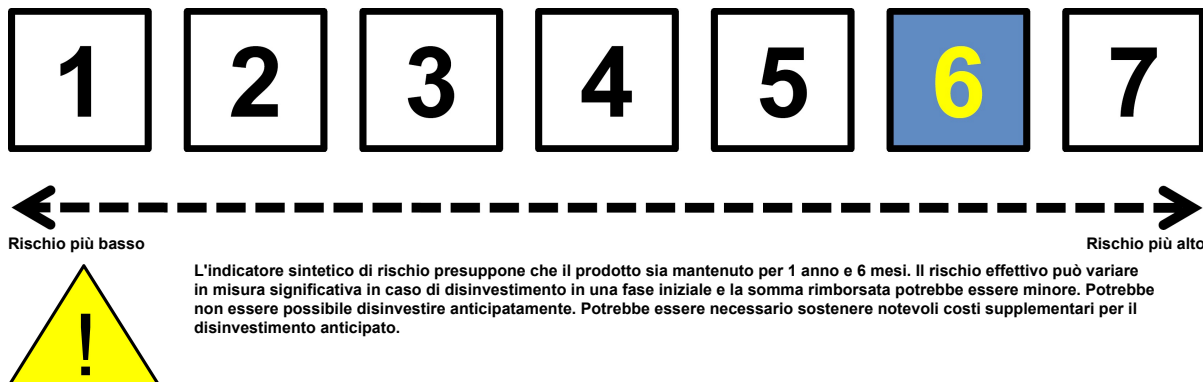 1 2 3 4 5 6 7
Rischio più basso Rischio più alto
L'indicatore sintetico di rischio presuppone che il prodotto sia mantenuto per 1 anno e 6 mesi. Il rischio effettivo può variare
in misura significativa in caso di disinvestimento in una fase iniziale e la somma rimborsata potrebbe essere minore. Potrebbe
non essere possibile disinvestire anticipatamente. Potrebbe essere necessario sostenere notevoli costi supplementari per il
disinvestimento anticipato.
!